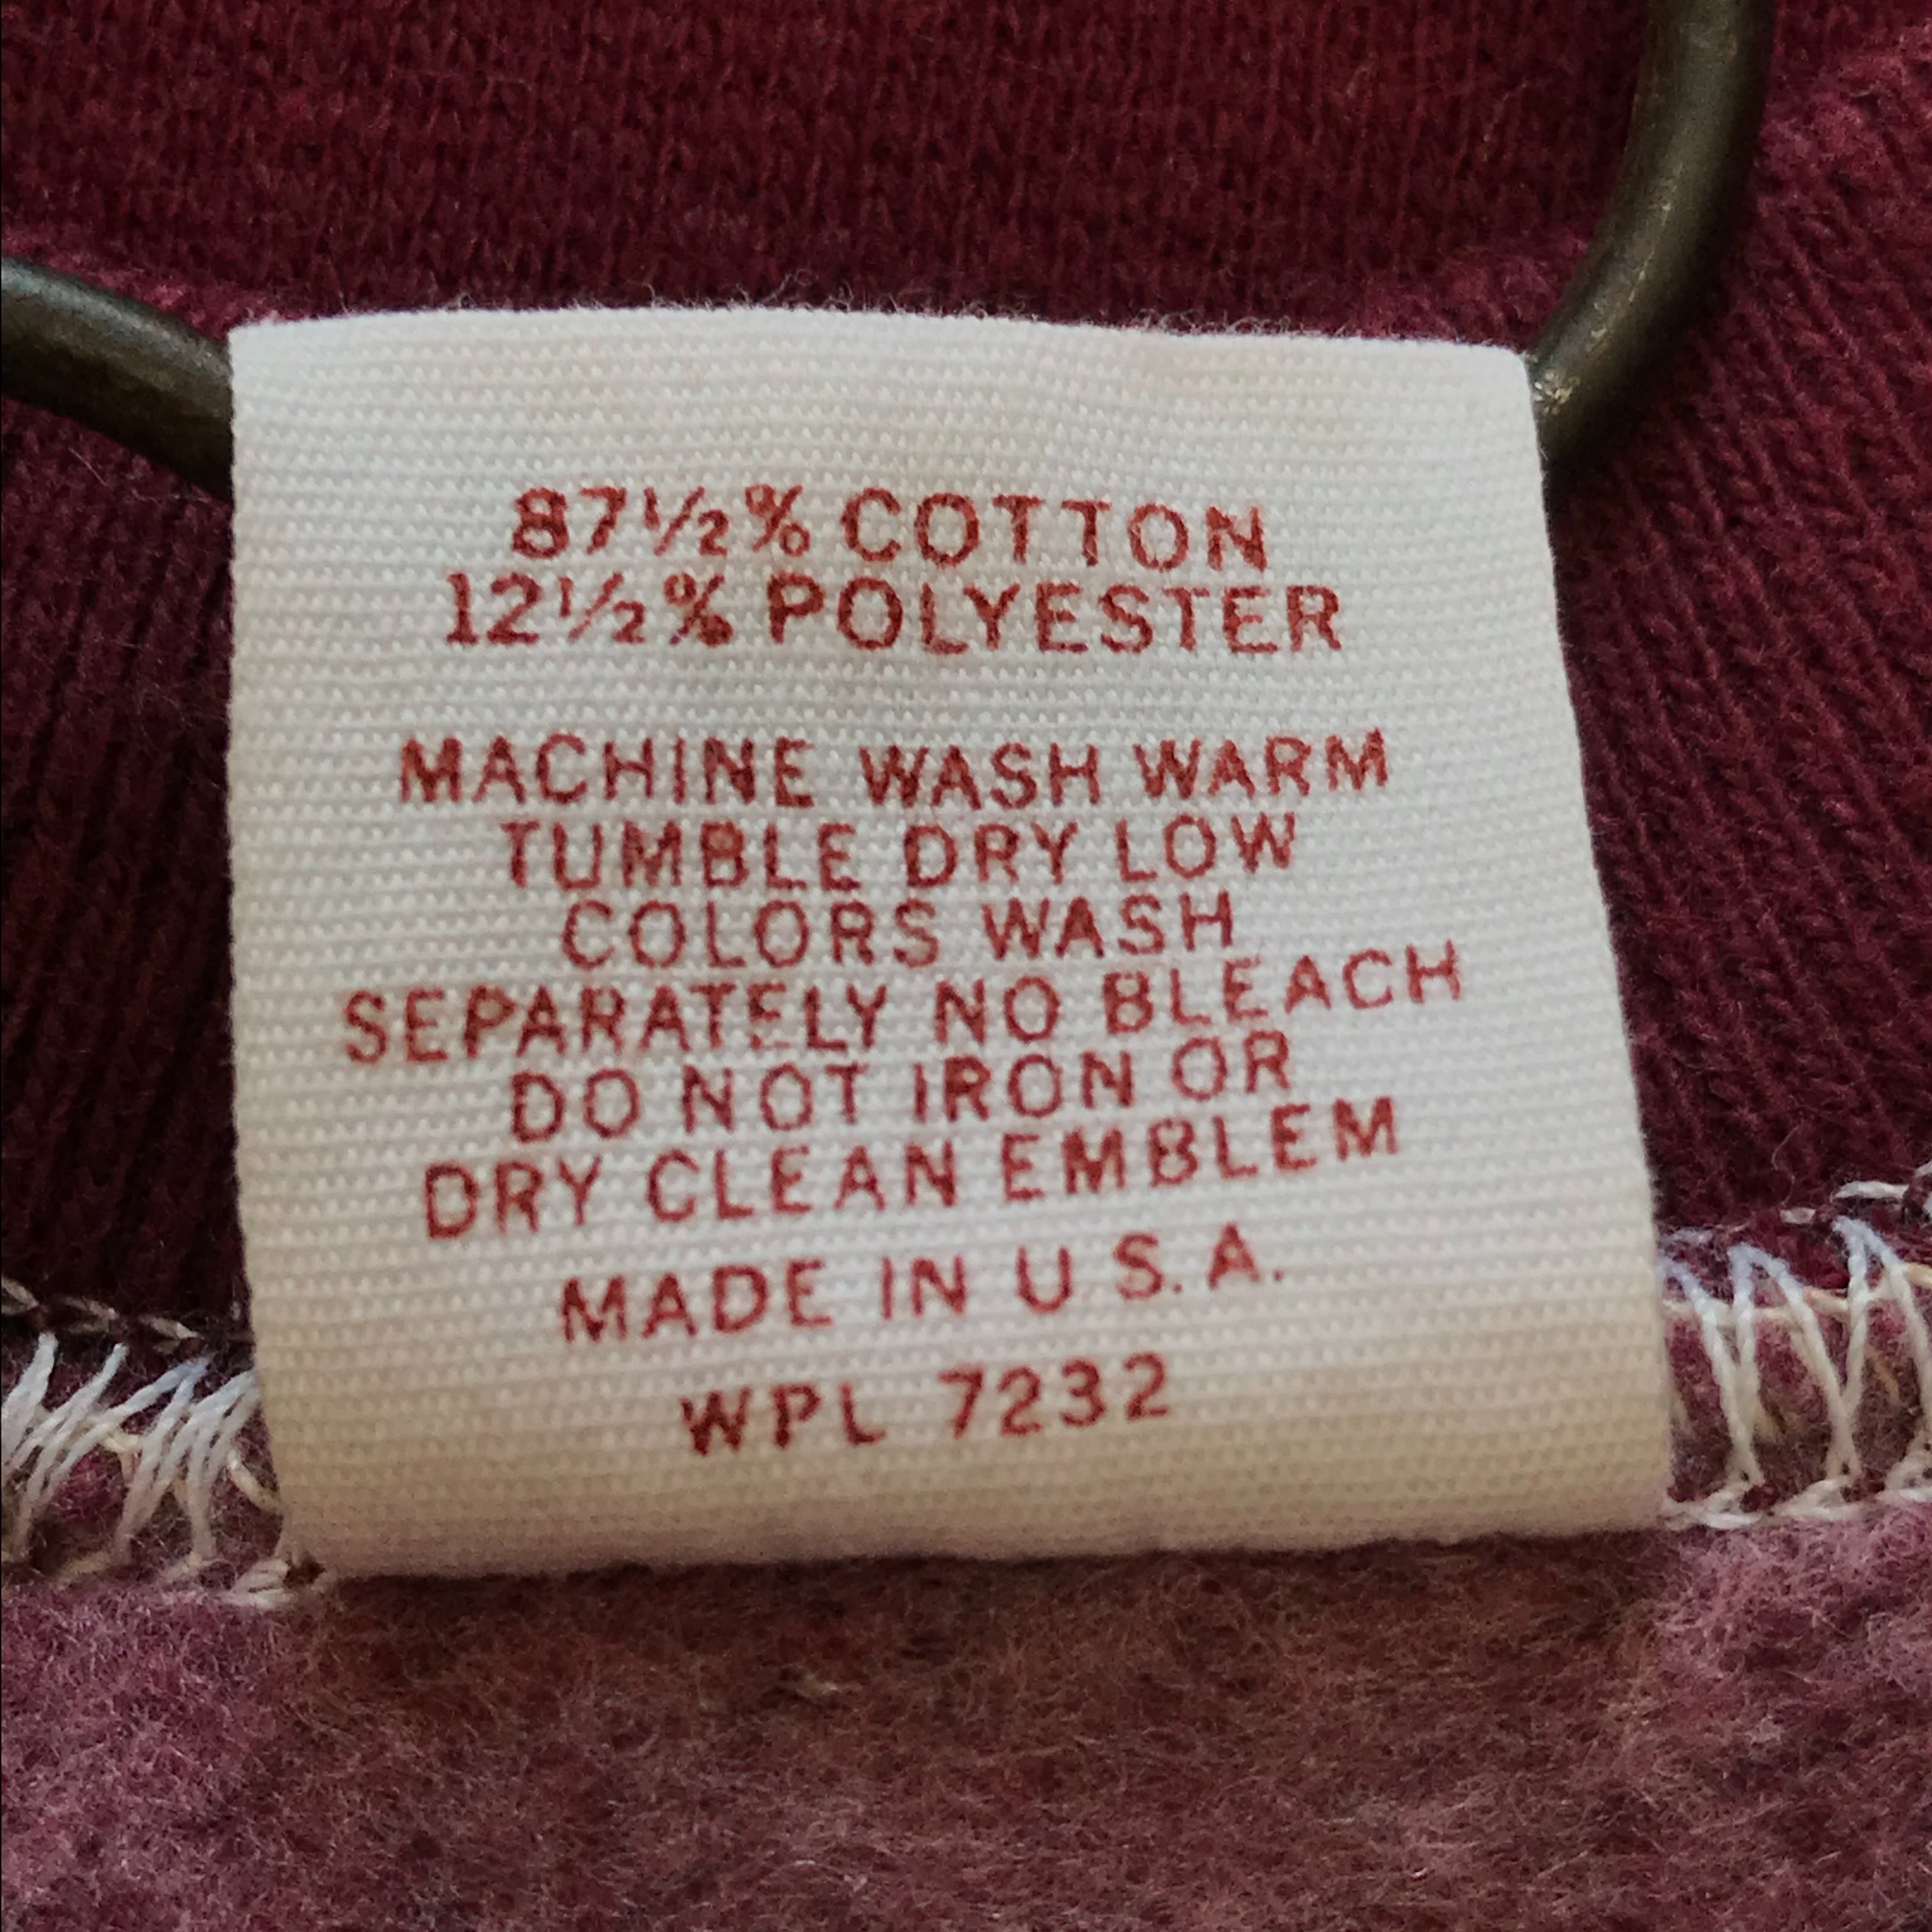 87½% COTTON
12½% POLYESTER
MACHINE WASH WARM
TUMBLE DRY LOW
COLORS WASH
SEPARATELY NO BLEACH
DO NOT IRON OR
DRY CLEAN EMBLEM
MADE IN U S. A.
WPL 7232